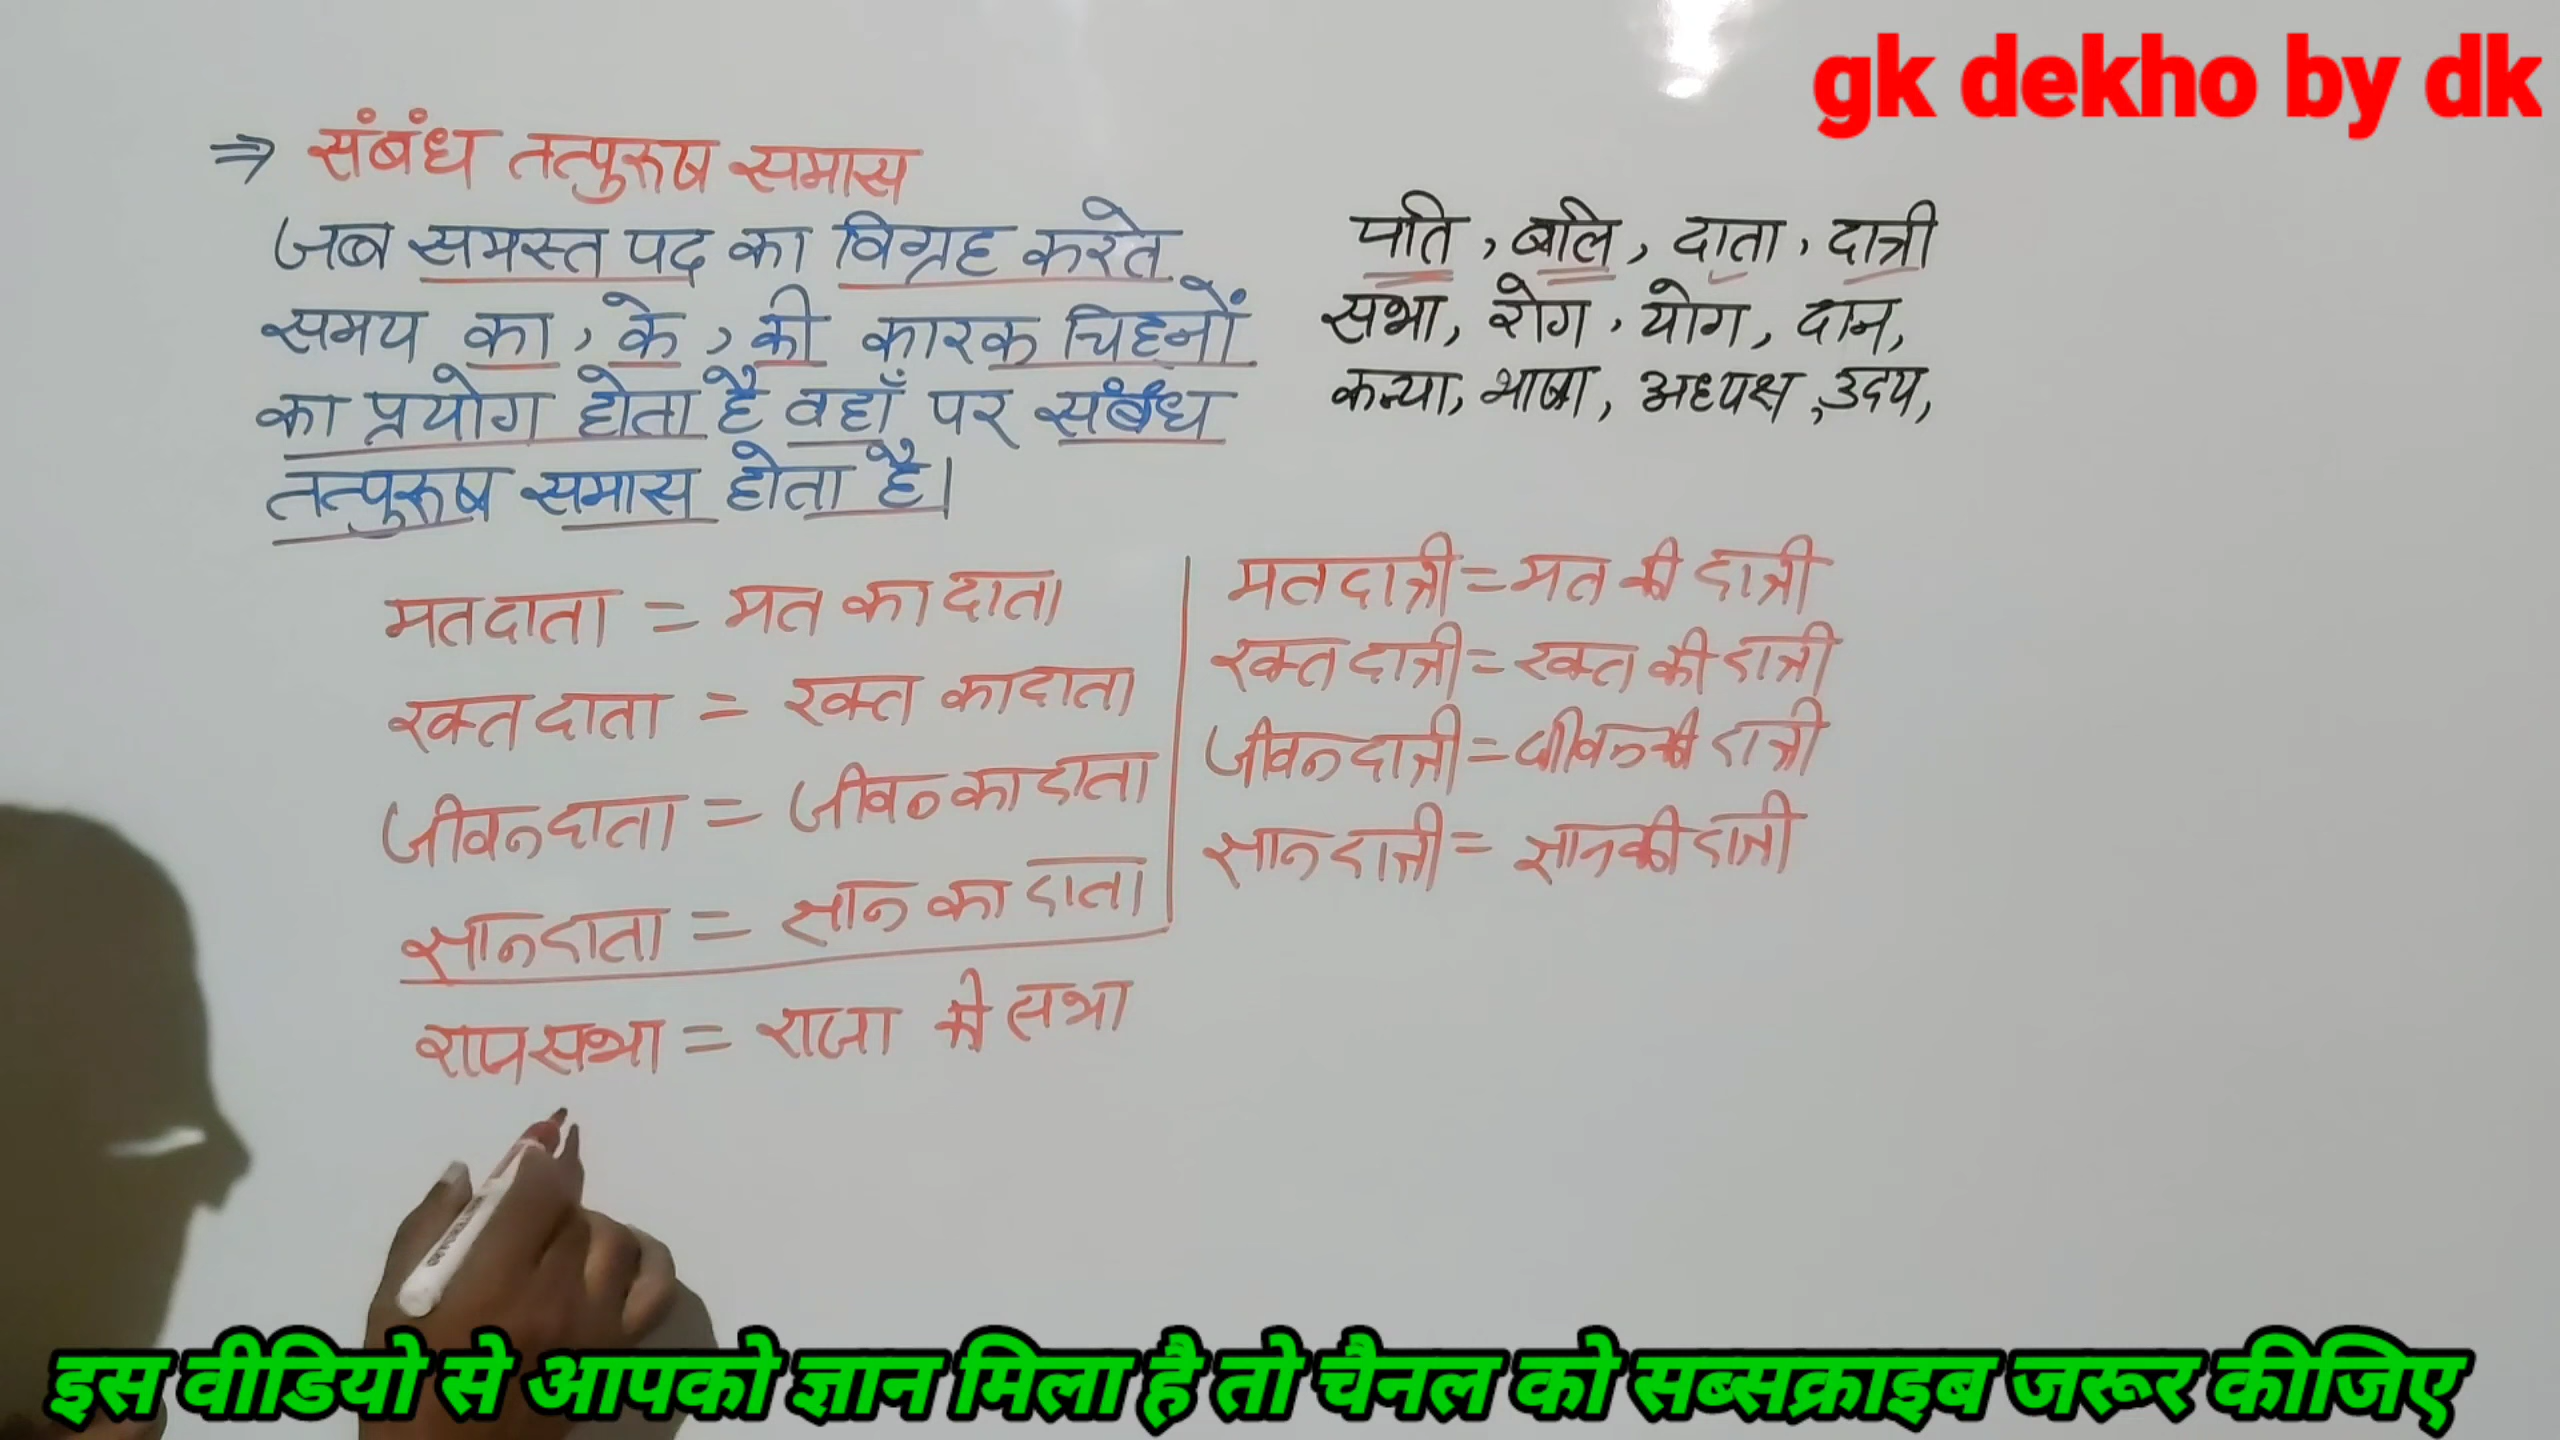 gk dekho by dk
⇒ संबंध तत्पुरुष समास
जब समस्त पद का विग्रह करते
समय का, के, की कारक चिह्नों
का प्रयोग होता है वहाँ पर संबंध
तत्पुरुष समास होता है।
पति, बलि, दाता, दात्री
सभा, रोग, योग, दान,
कन्या, भाषा, अध्यक्ष, उदय,
मतदाता = मत का दाता
रक्तदाता = रक्त का दाता
जीवनदाता = जीवन का दाता
ज्ञानदाता = ज्ञान का दाता
राजसभा = राजा की सभा
मतदात्री = मत की दात्री
रक्तदात्री = रक्त की दात्री
जीवनदात्री = जीवन की दात्री
ज्ञानदात्री = ज्ञान की दात्री
इस वीडियो से आपको ज्ञान मिला है तो चैनल को सब्सक्राइब जरूर कीजिए